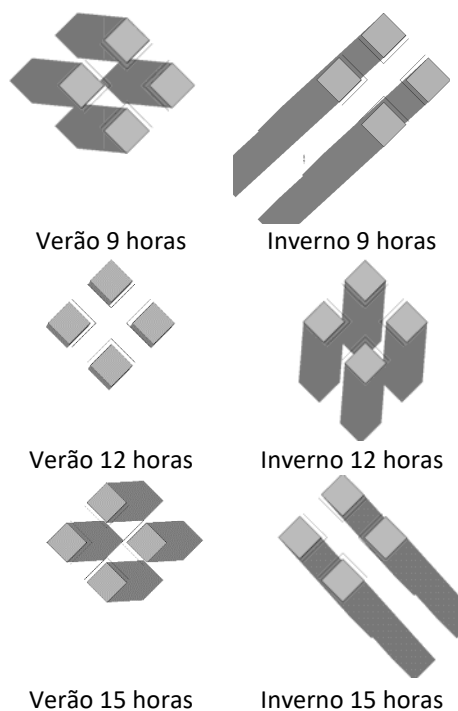 Verão 9 horas
Inverno 9 horas
Verão 12 horas
Inverno 12 horas
Verão 15 horas
Inverno 15 horas